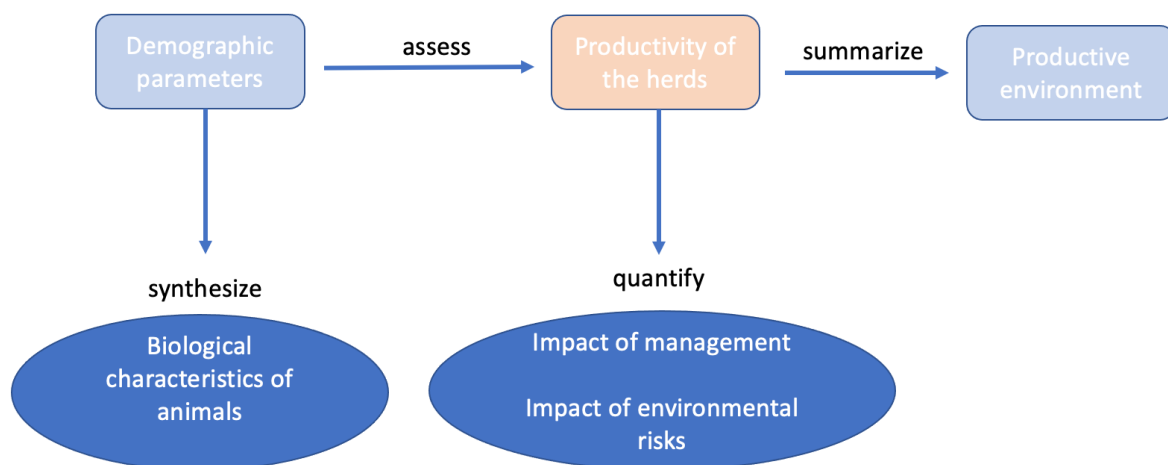 Demographic
parameters
assess
Productivity of
the herds
summarize
Productive
environment
synthesize
Biological
characteristics of
animals
quantify
Impact of management
Impact of environmental
risks